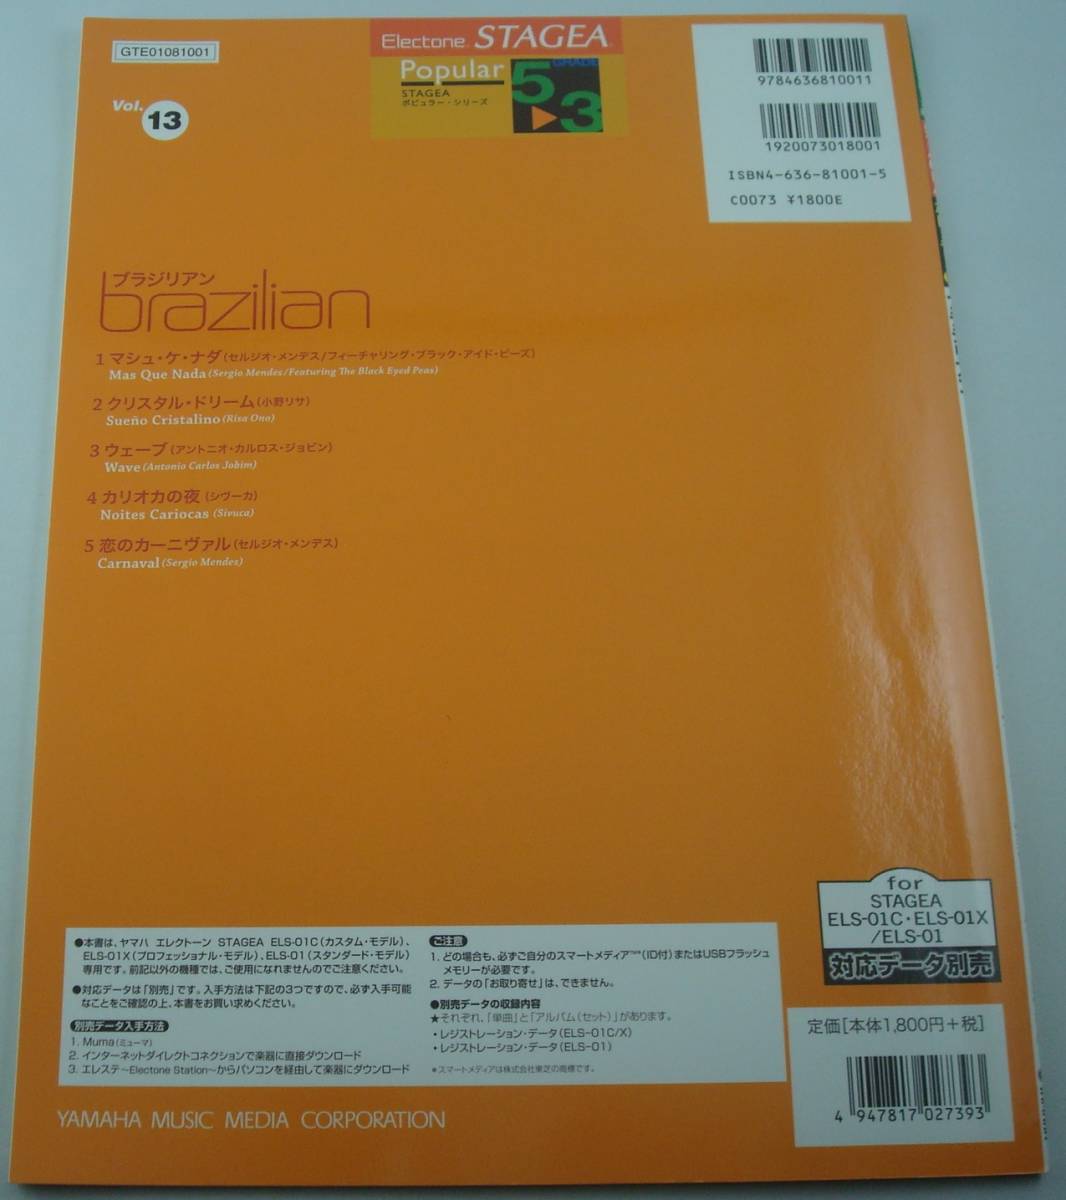 GTE01081001
Vol. 13
Electone STAGEA
Popular
STAGEA
ポピュラー・シリーズ
GRADE
5▶3
9784636810011
1920073018001
ISBN4-636-81001-5
C0073 ¥1800E
ブラジリアン
brazilian
1 マシュ・ケ・ナダ(セルジオ・メンデス/フィーチャリング・ブラック・アイド・ピーズ)
Mas Que Nada(Sergio Mendes/Featuring The Black Eyed Peas)
2 クリスタル・ドリーム(小野リサ)
Sueño Cristalino(Risa Ono)
3 ウェーブ(アントニオ・カルロス・ジョビン)
Wave(Antonio Carlos Jobim)
4 カリオカの夜(シヴーカ)
Noites Cariocas(Sivuca)
5 恋のカーニヴァル(セルジオ・メンデス)
Carnaval(Sergio Mendes)
for
STAGEA
ELS-01C・ELS-01X
/ELS-01
対応データ別売
●本書は、ヤマハ エレクトーン STAGEA ELS-01C(カスタム・モデル)、
ELS-01X(プロフェッショナル・モデル)、ELS-01(スタンダード・モデル)
専用です。前記以外の機種では、ご使用になれませんのでご注意ください。
●対応データは「別売」です。入手方法は下記の3つですので、必ず入手可能
なことをご確認の上、本書をお買い求めください。
別売データ入手方法
1. Muma(ミューマ)
2. インターネットダイレクトコネクションで楽器に直接ダウンロード
3. エレステ〜Electone Station〜からパソコンを経由して楽器にダウンロード
ご注意
1. どの場合も、必ずご自分のスマートメディア™*(ID付)またはUSBフラッシュ
メモリーが必要です。
2. データの「お取り寄せ」は、できません。
●別売データの収録内容
★それぞれ、「単曲」と「アルバム(セット)」があります。
・レジストレーション・データ(ELS-01C/X)
・レジストレーション・データ(ELS-01)
*スマートメディアは株式会社東芝の商標です。
定価[本体1,800円+税]
4 947817 027393
YAMAHA MUSIC MEDIA CORPORATION